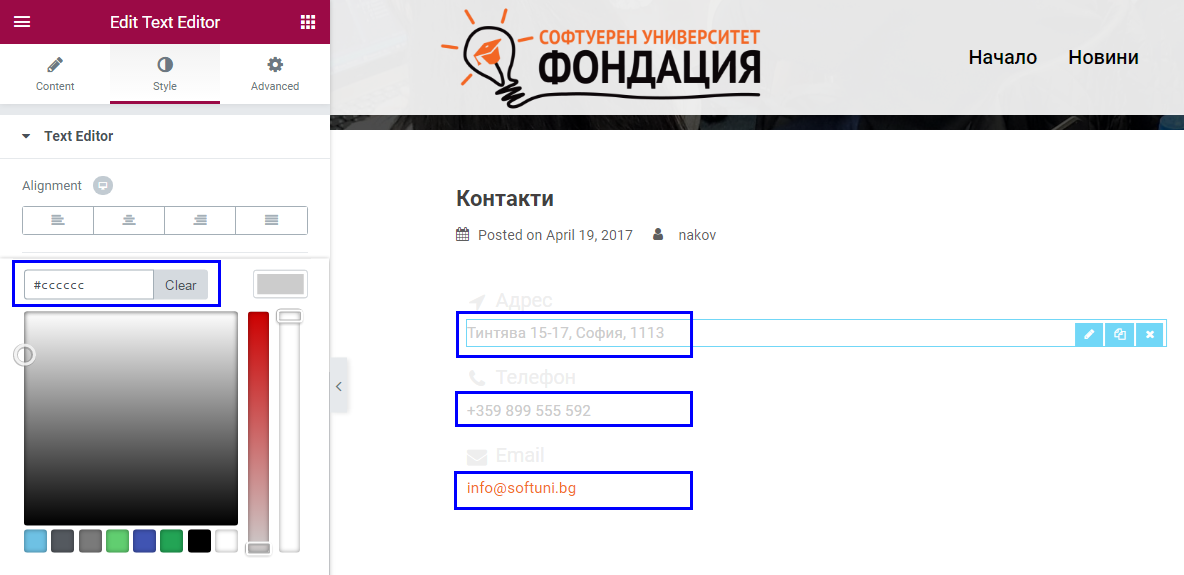 Edit Text Editor
Content
Style
Advanced
Text Editor
Alignment
#cccccc
Clear
СОФТУЕРЕН УНИВЕРСИТЕТ
ФОНДАЦИЯ
Начало
Новини
Контакти
Posted on April 19, 2017
nakov
Адрес
Тинтява 15-17, София, 1113
Телефон
+359 899 555 592
Email
info@softuni.bg